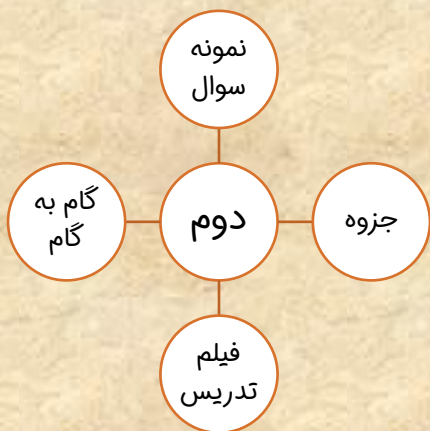 نمونه
سوال
جزوه
دوم
گام به
گام
فیلم
تدریس